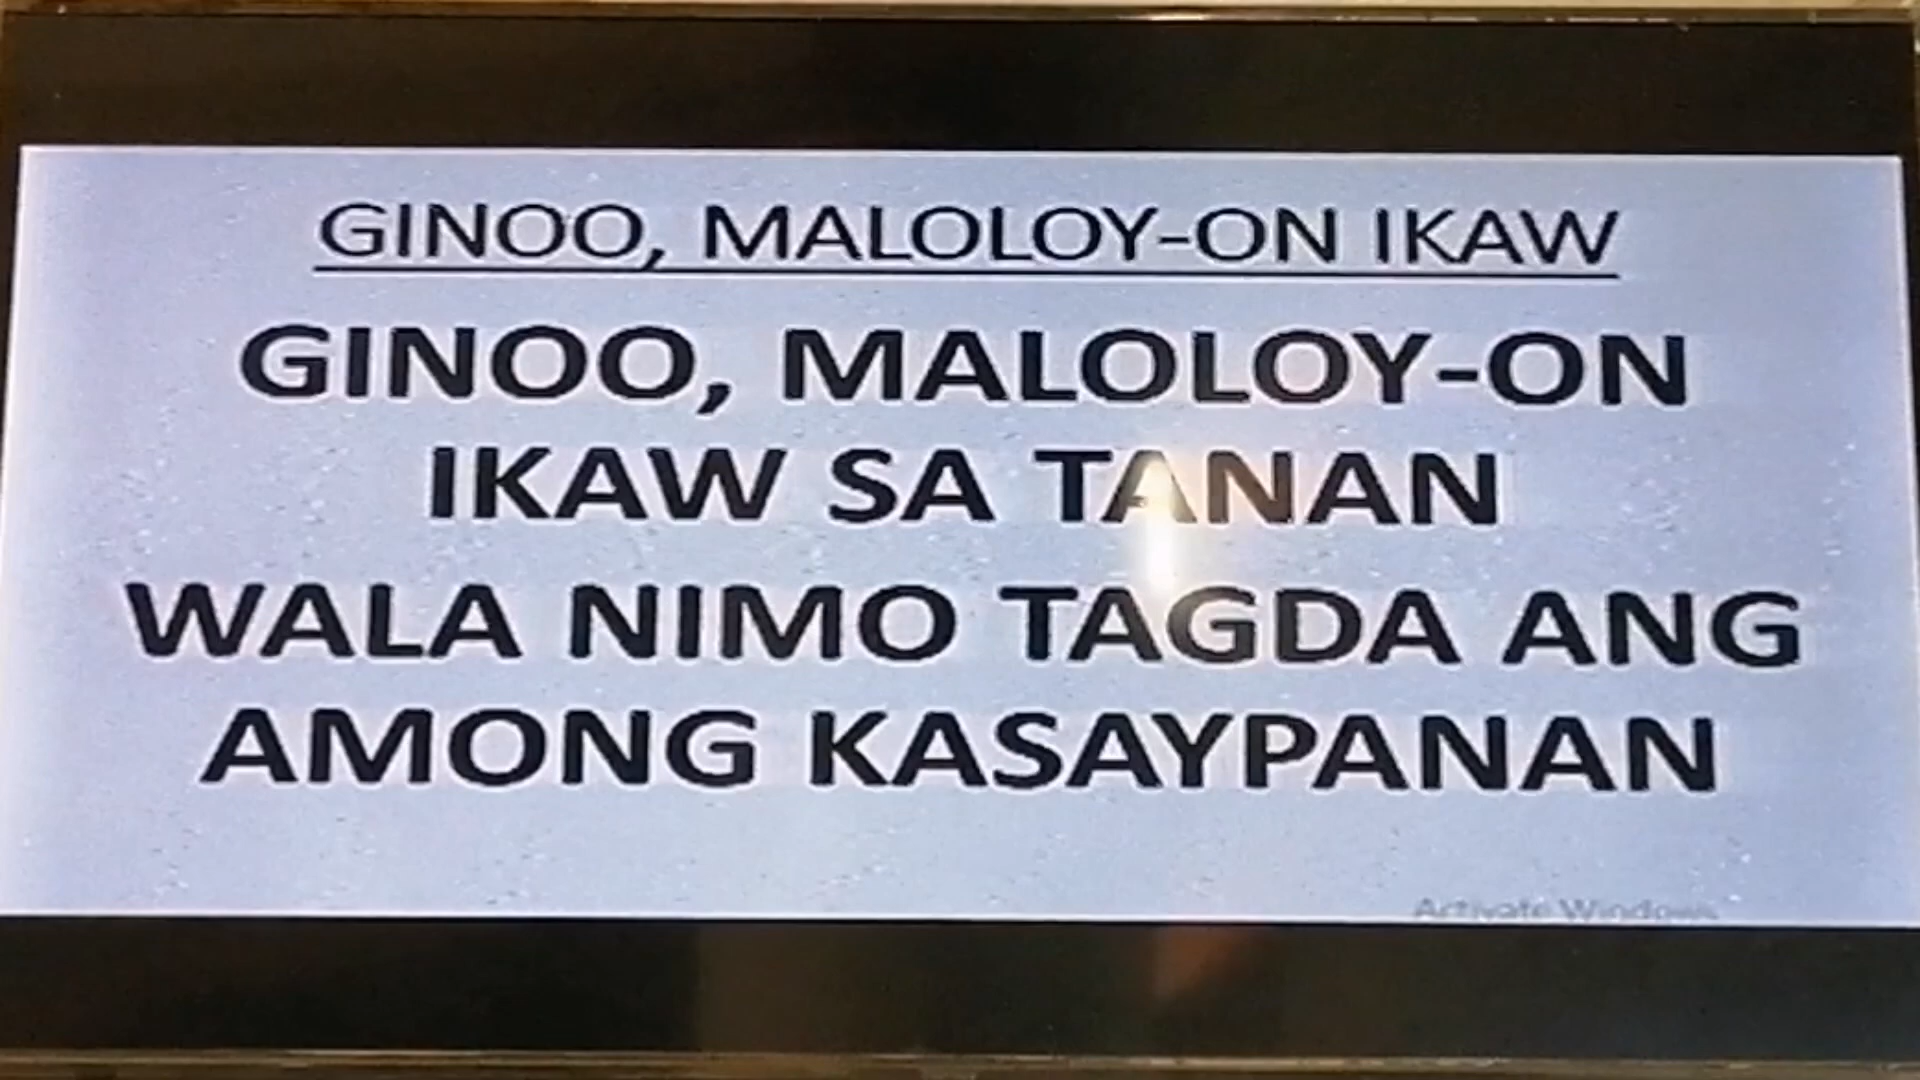 GINOO, MALOLOY-ON IKAW
GINOO, MALOLOY-ON
IKAW SA TANAN
WALA NIMO TAGDA ANG
AMONG KASAYPANAN
Activate Windows